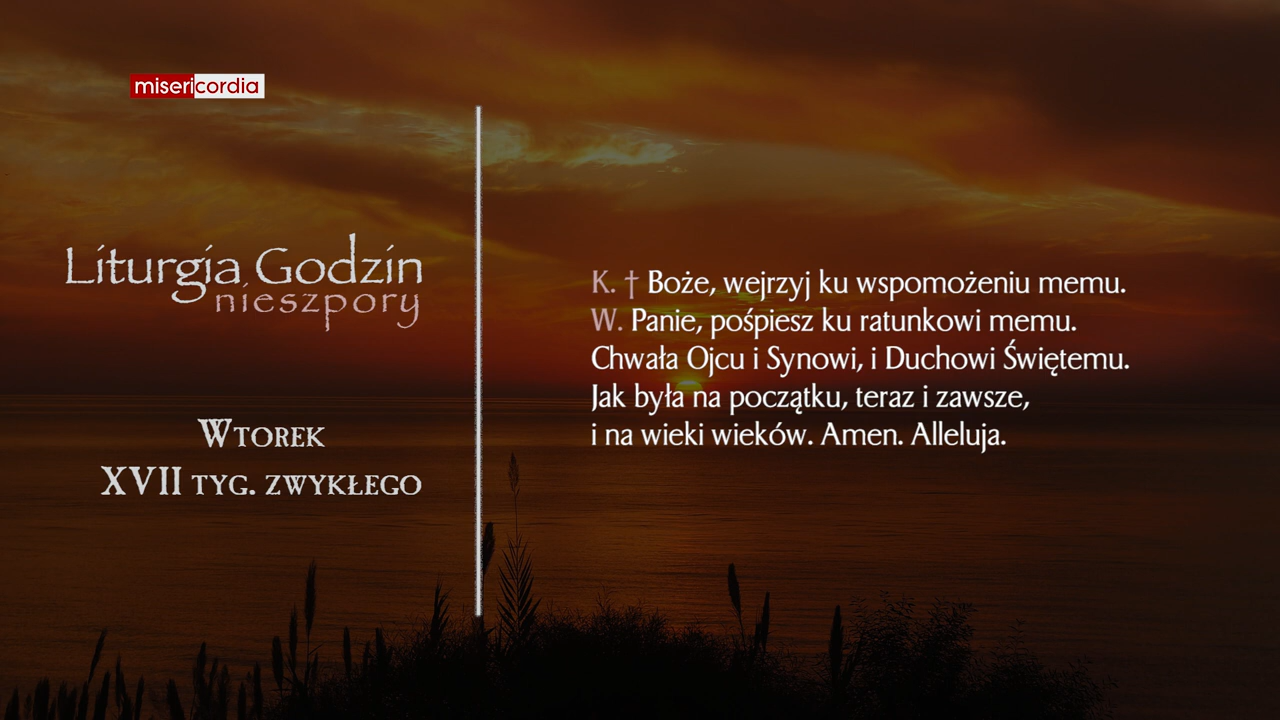 misericordia
Liturgia Godzin
nieszpory
Wtorek
XVII tyg. zwykłego
K. † Boże, wejrzyj ku wspomożeniu memu.
W. Panie, pośpiesz ku ratunkowi memu.
Chwała Ojcu i Synowi, i Duchowi Świętemu.
Jak była na początku, teraz i zawsze,
i na wieki wieków. Amen. Alleluja.